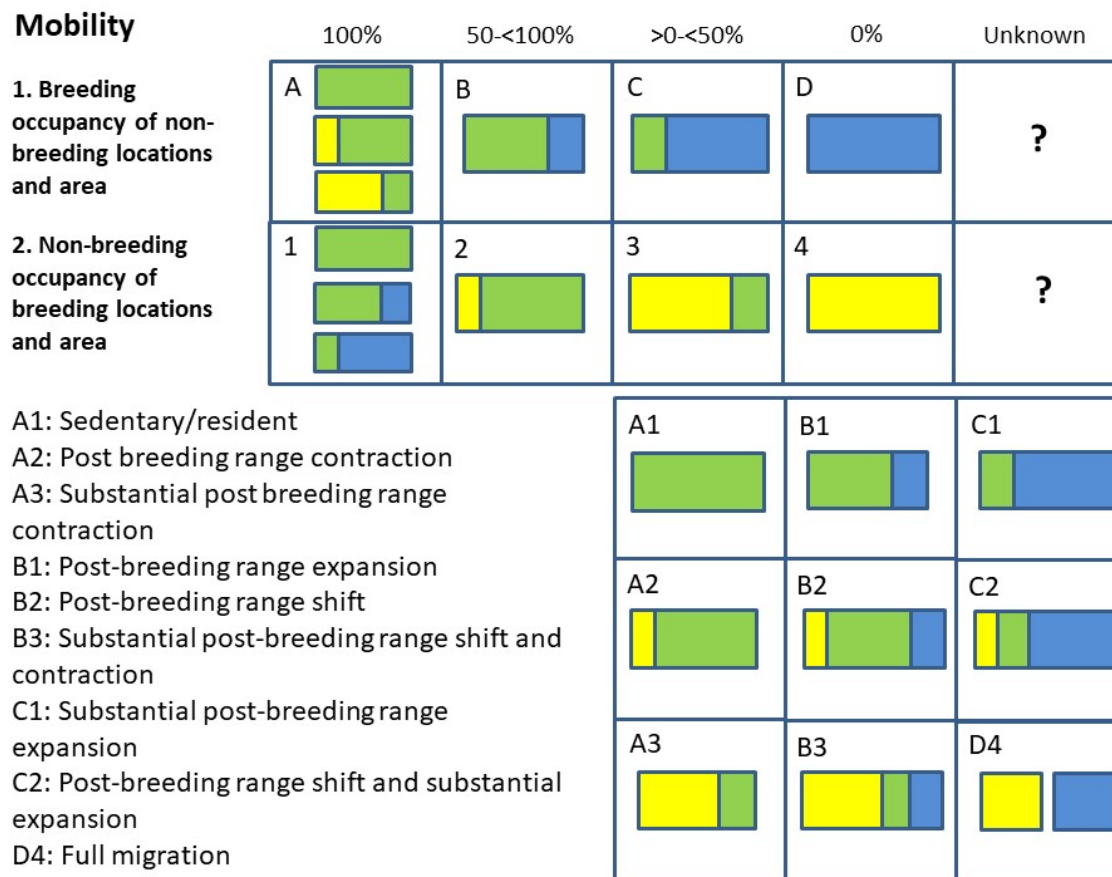 Mobility
100% 50-<100% >0-<50% 0% Unknown
1. Breeding
occupancy of non-
breeding locations
and area
A B C D ?
2. Non-breeding
occupancy of
breeding locations
and area
1 2 3 4 ?
A1: Sedentary/resident
A2: Post breeding range contraction
A3: Substantial post breeding range
contraction
B1: Post-breeding range expansion
B2: Post-breeding range shift
B3: Substantial post-breeding range shift and
contraction
C1: Substantial post-breeding range
expansion
C2: Post-breeding range shift and substantial
expansion
D4: Full migration
A1 B1 C1
A2 B2 C2
A3 B3 D4